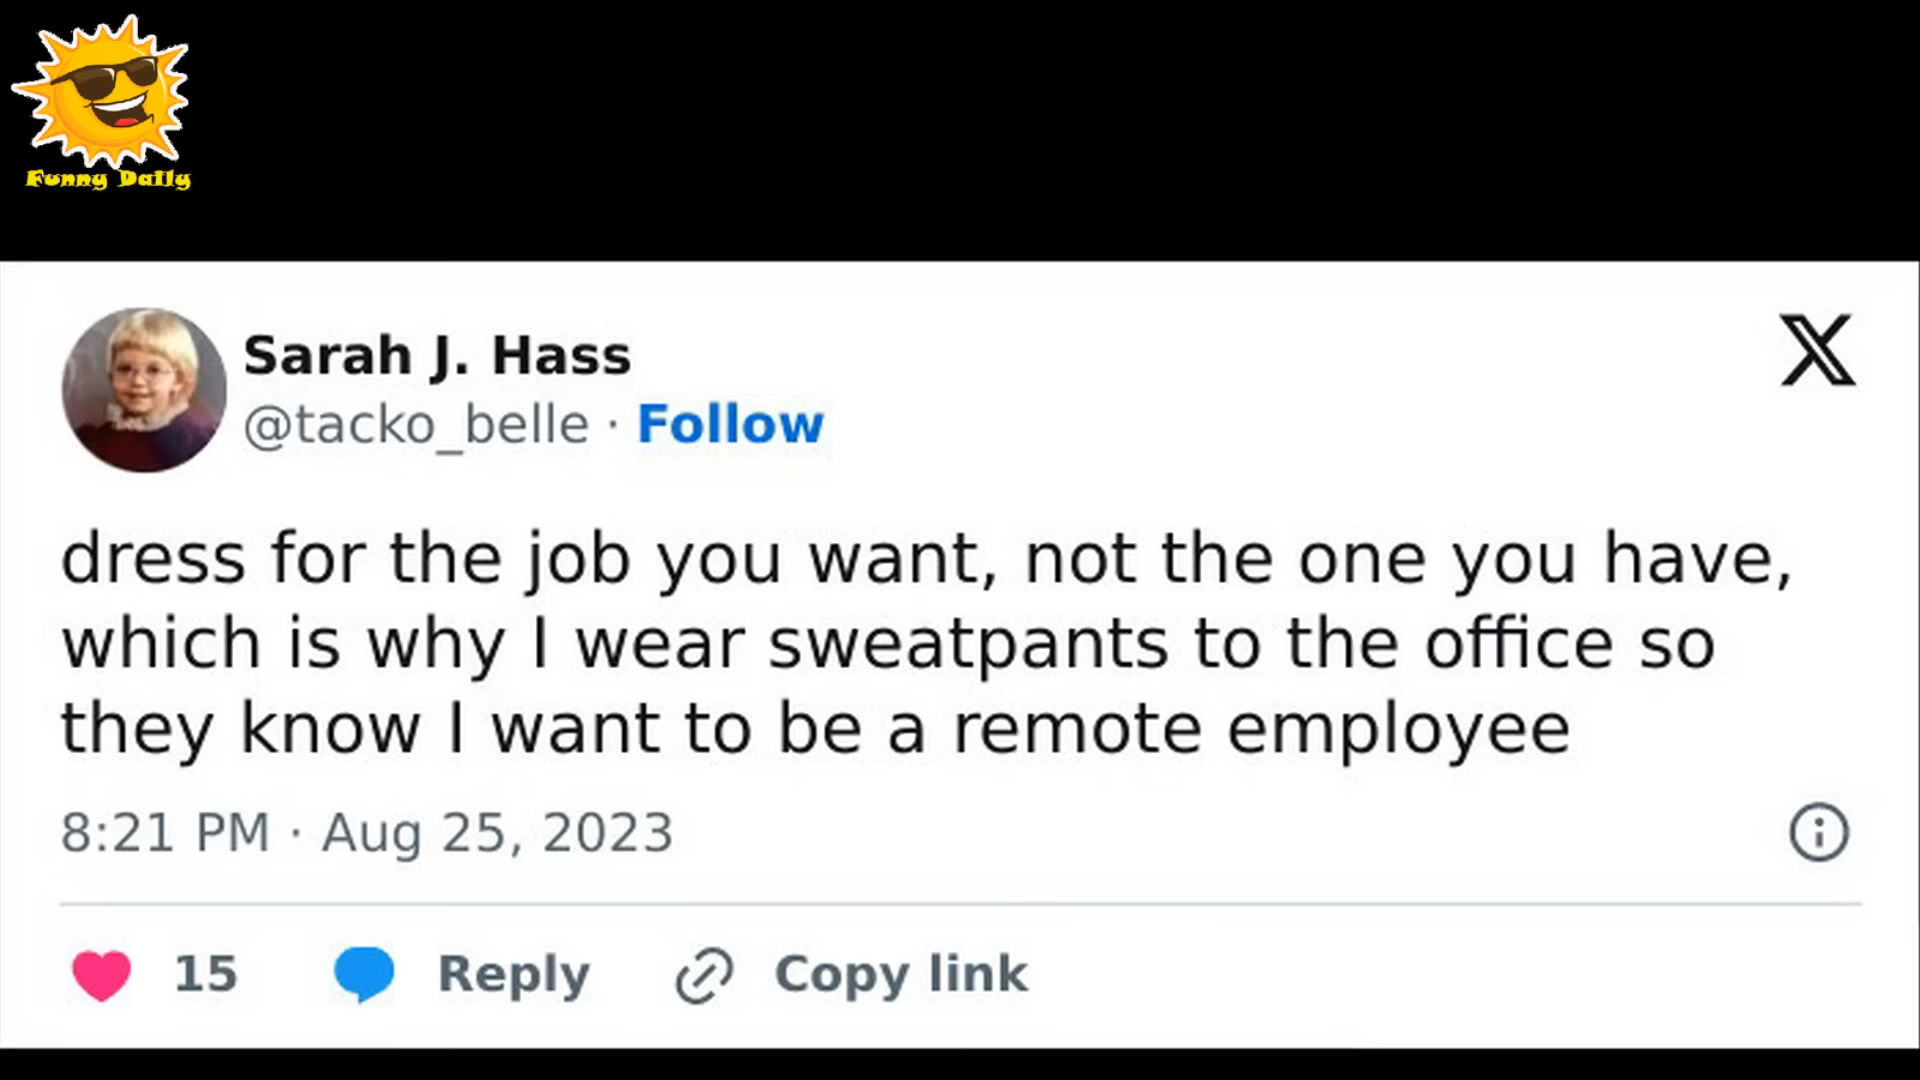 Funny Daily
Sarah J. Hass
@tacko_belle · Follow
dress for the job you want, not the one you have,
which is why I wear sweatpants to the office so
they know I want to be a remote employee
8:21 PM · Aug 25, 2023
15 Reply Copy link